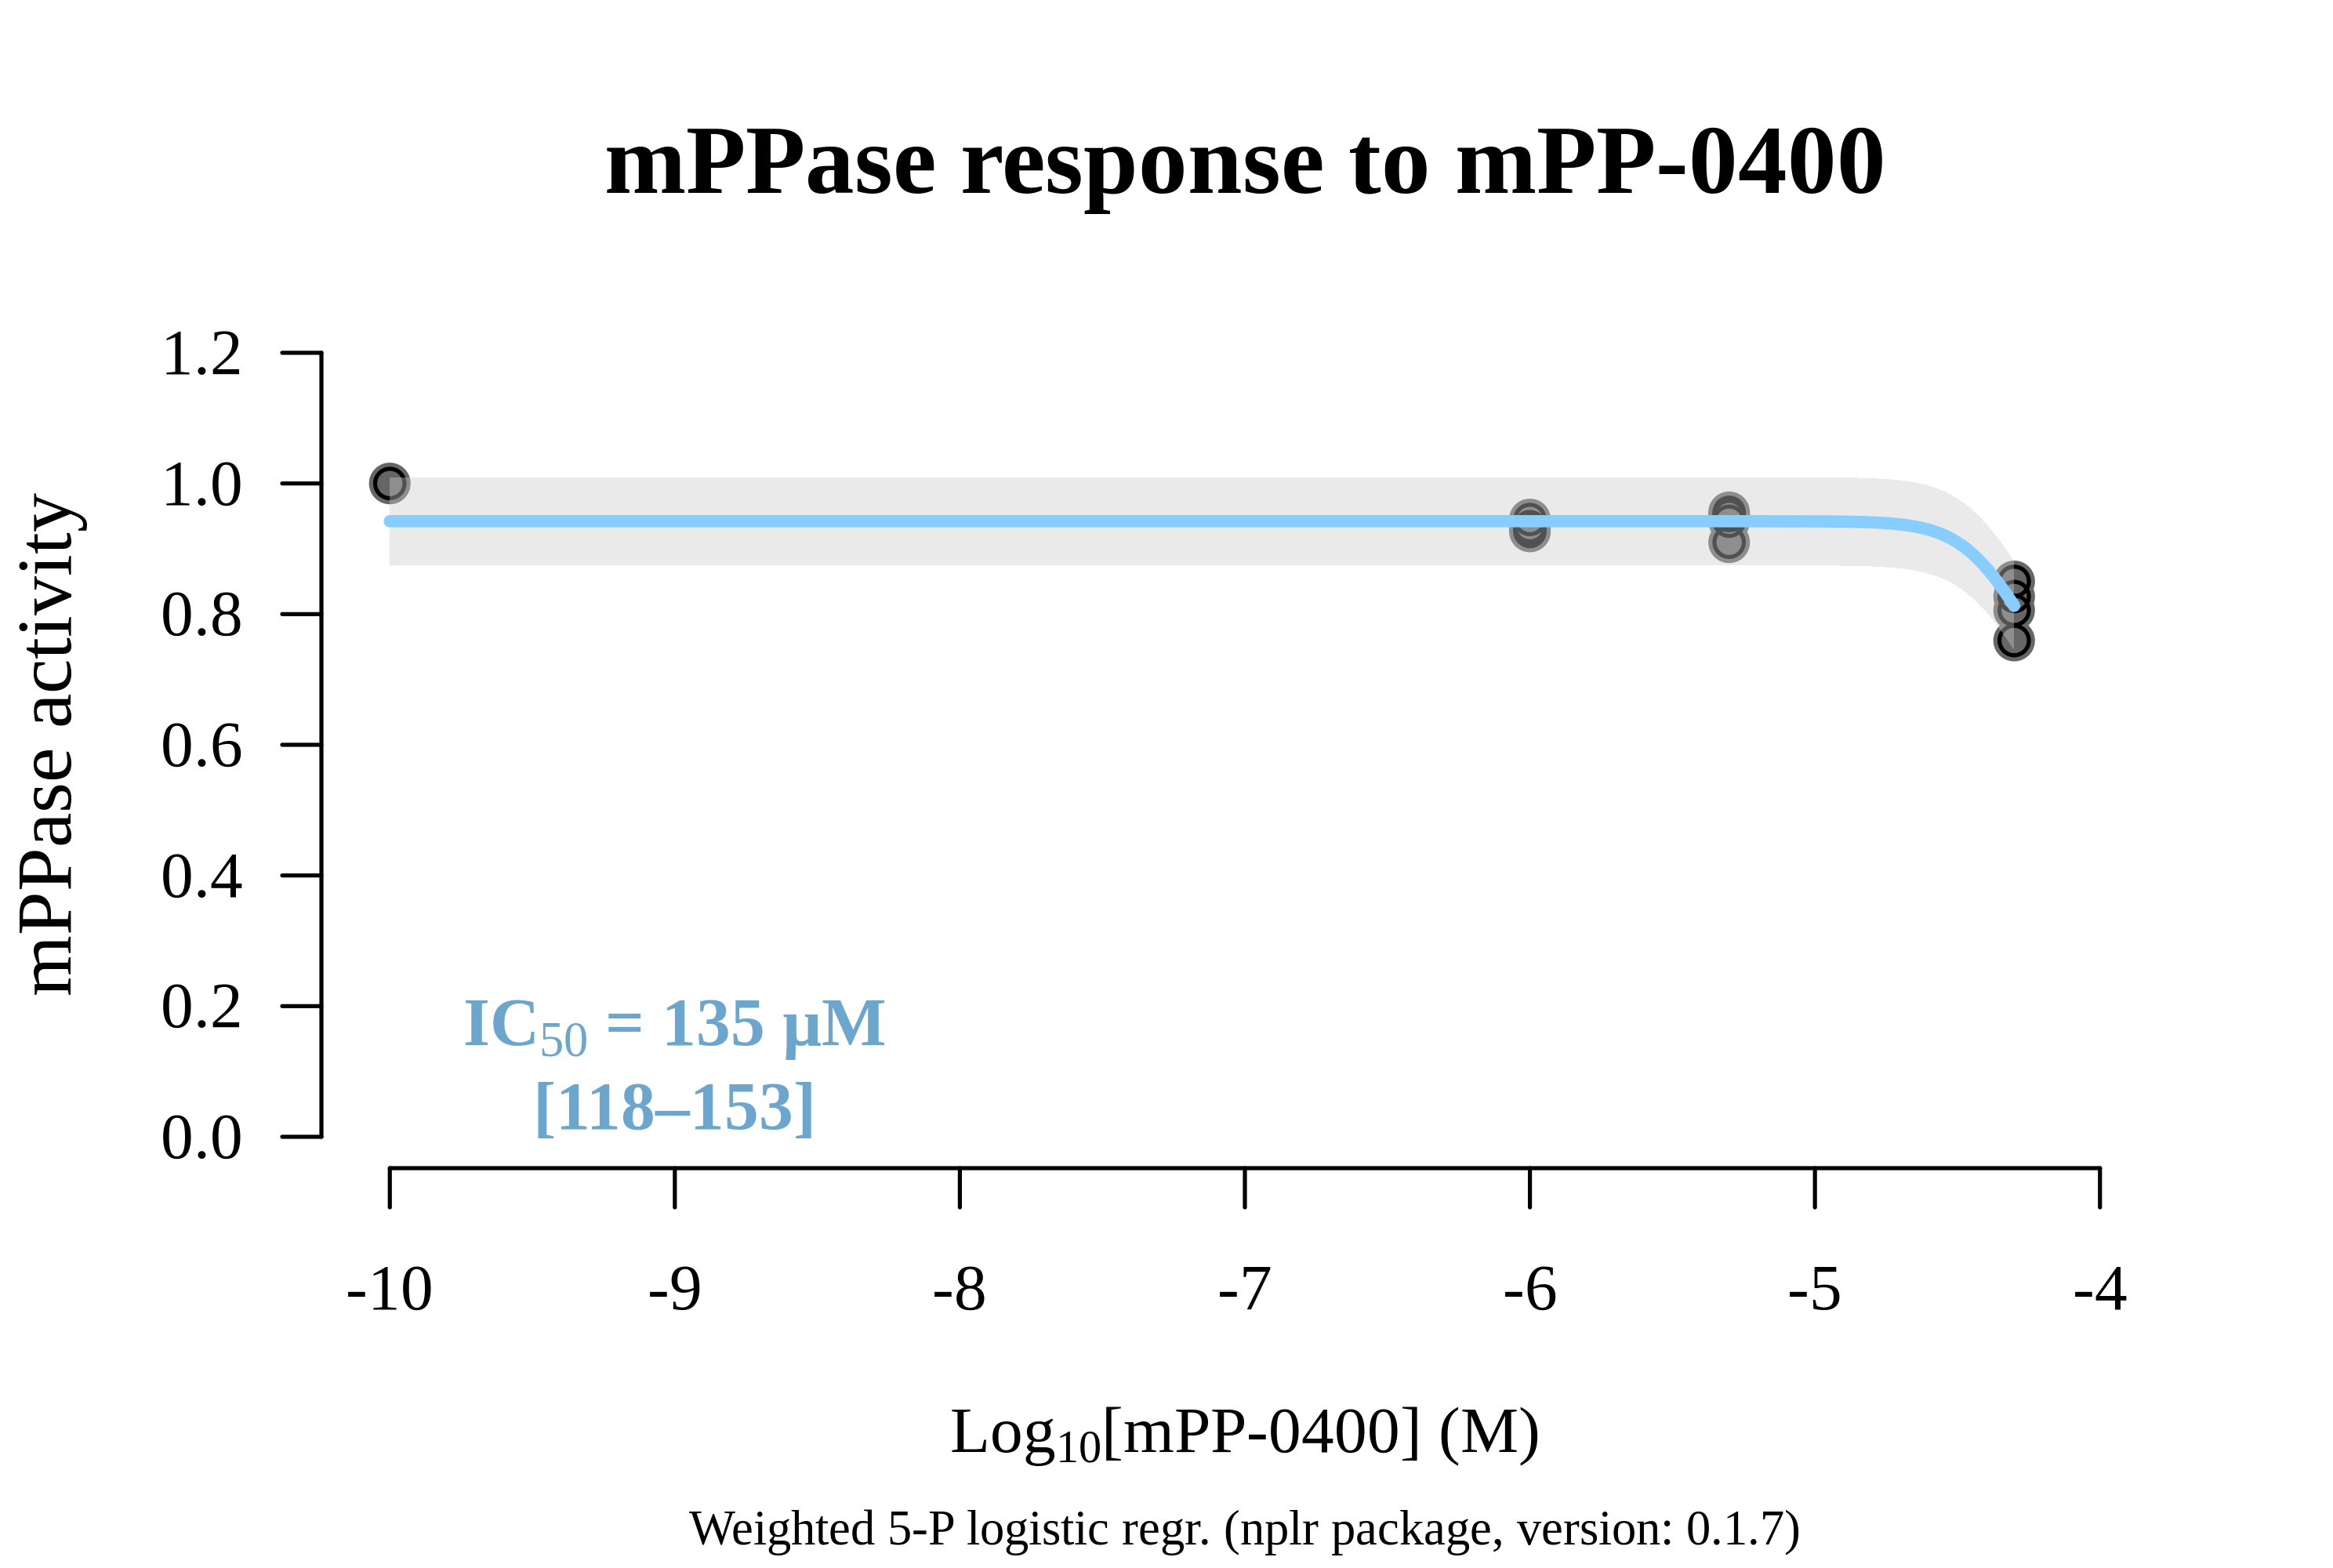 mPPase response to mPP-0400
mPPase activity
1.2
1.0
0.8
0.6
0.4
0.2
0.0
IC50 = 135 µM
[118–153]
-10 -9 -8 -7 -6 -5 -4
Log10[mPP-0400] (M)
Weighted 5-P logistic regr. (nplr package, version: 0.1.7)